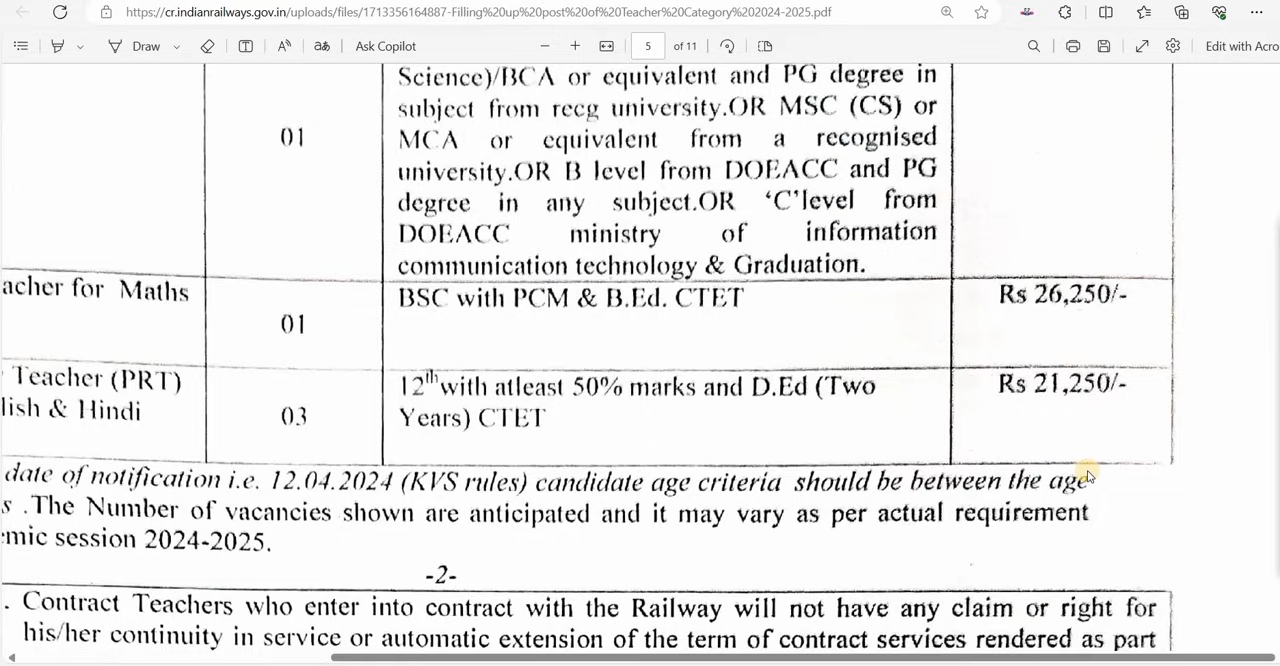 https://cr.indianrailways.gov.in/uploads/files/1713356164887-Filling%20up%20post%20of%20Teacher%20Category%202024-2025.pdf
Draw
aあ
Ask Copilot
5 of 11
Edit with Acro
Science)/BCA or equivalent and PG degree in
subject from recg university.OR MSC (CS) or
01 MCA or equivalent from a recognised
university.OR B level from DOEACC and PG
degree in any subject.OR ‘C’level from
DOEACC ministry of information
communication technology & Graduation.
acher for Maths 01 BSC with PCM & B.Ed. CTET Rs 26,250/-
Teacher (PRT) 12th with atleast 50% marks and D.Ed (Two Rs 21,250/-
lish & Hindi 03 Years) CTET
date of notification i.e. 12.04.2024 (KVS rules) candidate age criteria should be between the age
s .The Number of vacancies shown are anticipated and it may vary as per actual requirement
mic session 2024-2025.
-2-
. Contract Teachers who enter into contract with the Railway will not have any claim or right for
his/her continuity in service or automatic extension of the term of contract services rendered as part